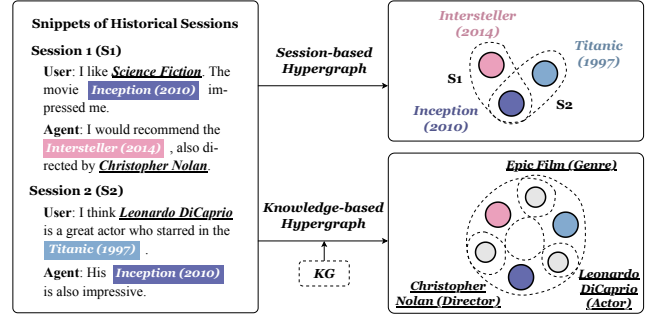 Snippets of Historical Sessions
Session 1 (S1)
User: I like Science Fiction. The
movie Inception (2010) im-
pressed me.
Agent: I would recommend the
Intersteller (2014) , also di-
rected by Christopher Nolan.
Session 2 (S2)
User: I think Leonardo DiCaprio
is a great actor who starred in the
Titanic (1997) .
Agent: His Inception (2010)
is also impressive.
Session-based
Hypergraph
Knowledge-based
Hypergraph
KG
Intersteller
(2014)
Titanic
(1997)
S1
S2
Inception
(2010)
Epic Film (Genre)
Christopher
Nolan (Director)
Leonardo
DiCaprio
(Actor)